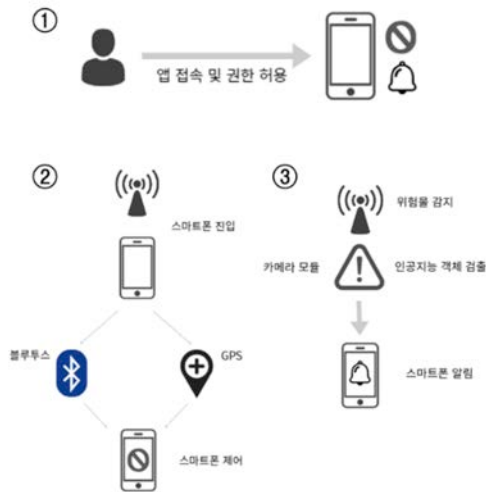 ①
앱 접속 및 권한 허용
②
스마트폰 진입
블루투스
GPS
스마트폰 제어
③
위험물 감지
카메라 모듈
인공지능 객체 검출
스마트폰 알림